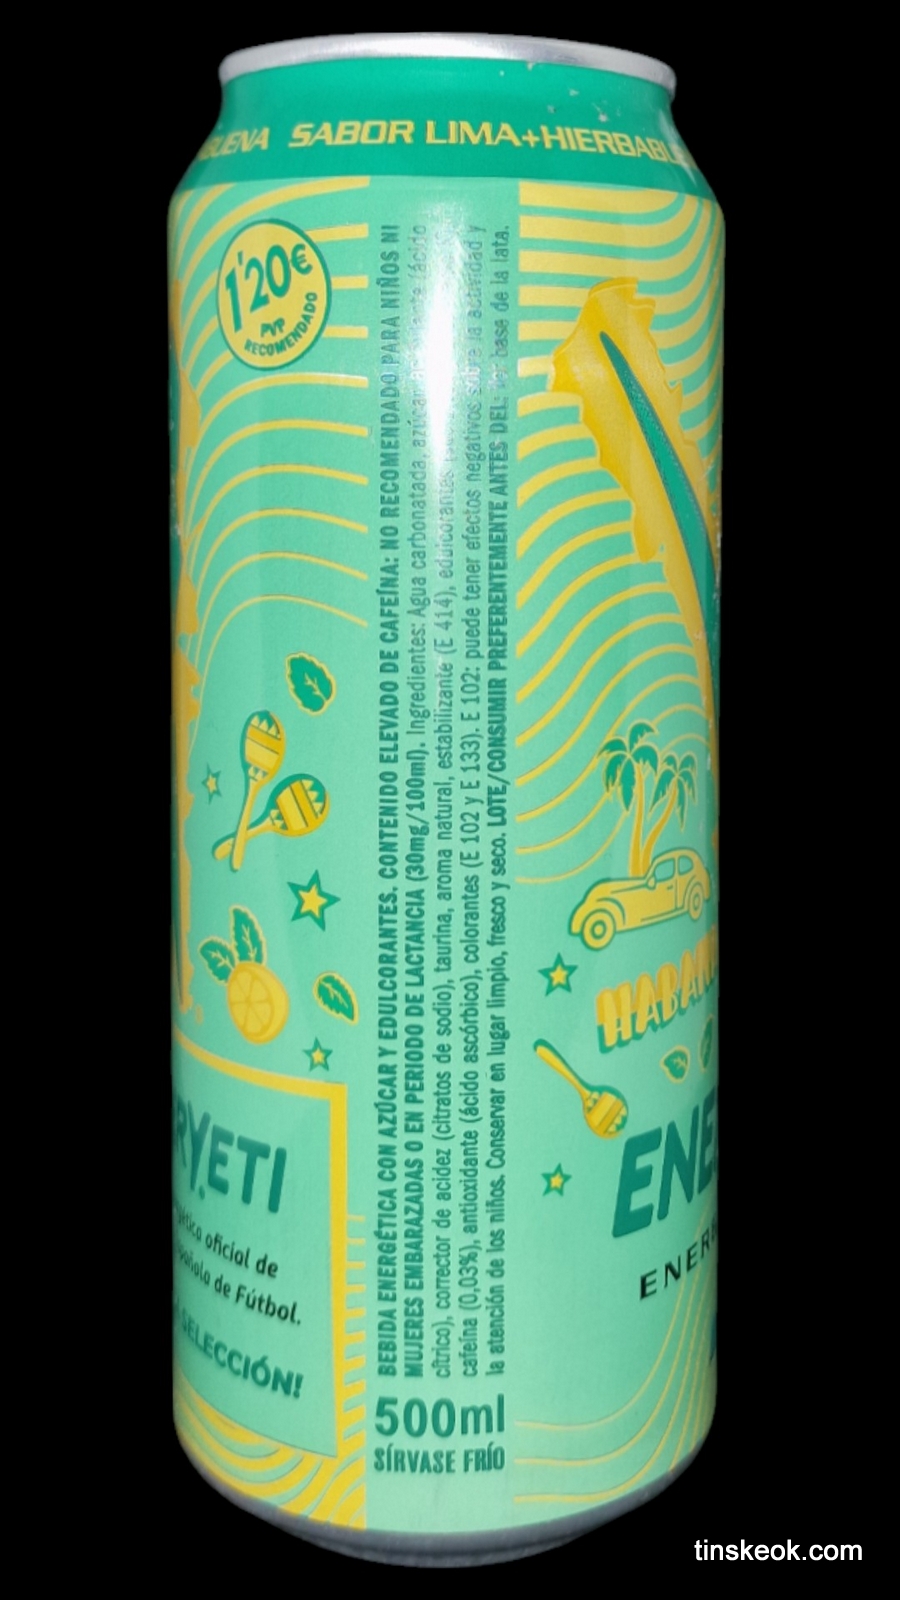 BUENA SABOR LIMA+HIERBABU
1'20€
PVP
RECOMENDADO
BEBIDA ENERGÉTICA CON AZÚCAR Y EDULCORANTES. CONTENIDO ELEVADO DE CAFEÍNA: NO RECOMENDADO PARA NIÑOS NI
MUJERES EMBARAZADAS O EN PERIODO DE LACTANCIA (30mg/100ml). Ingredientes: Agua carbonatada, azúcar, (ácido
cítrico), corrector de acidez (citratos de sodio), taurina, aroma natural, estabilizante (E 414), edulcorantes
cafeína (0,03%), antioxidante (ácido ascórbico), colorantes (E 102 y E 133). E 102: puede tener efectos negativos sobre la actividad y
la atención de los niños. Conservar en lugar limpio, fresco y seco. LOTE/CONSUMIR PREFERENTEMENTE ANTES DEL: Ver base de la lata.
500ml
SÍRVASE FRÍO
RYETI
oficial de
de Fútbol.
SELECCIÓN!
HABAN
ENE
ENER
tinskeok.com